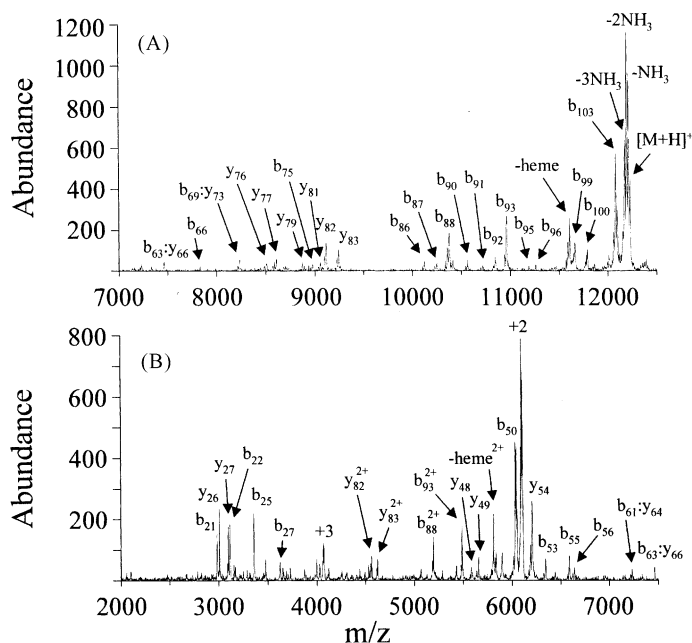 (A)
Abundance
1200
1000
800
600
400
200
-2NH₃
-NH₃
-3NH₃
b₁₀₃
[M+H]⁺
-heme
b₉₉
b₁₀₀
b₉₃
b₉₅
b₉₆
b₉₀
b₉₁
b₉₂
b₈₇
b₈₆
b₈₈
b₇₅
y₈₁
y₇₆
y₇₇
y₇₉
y₈₂
y₈₃
b₆₉:y₇₃
b₆₆
b₆₃:y₆₆
7000 8000 9000 10000 11000 12000
(B)
Abundance
800
600
400
200
+2
b₅₀
-heme²⁺
y₅₄
b₉₃²⁺
y₄₈
y₄₉
b₈₈²⁺
y₈₂²⁺
y₈₃²⁺
+3
b₂₂
y₂₇
y₂₆
b₂₅
b₂₁
b₂₇
b₅₃
b₅₅
b₅₆
b₆₁:y₆₄
b₆₃:y₆₆
2000 3000 4000 5000 6000 7000
m/z